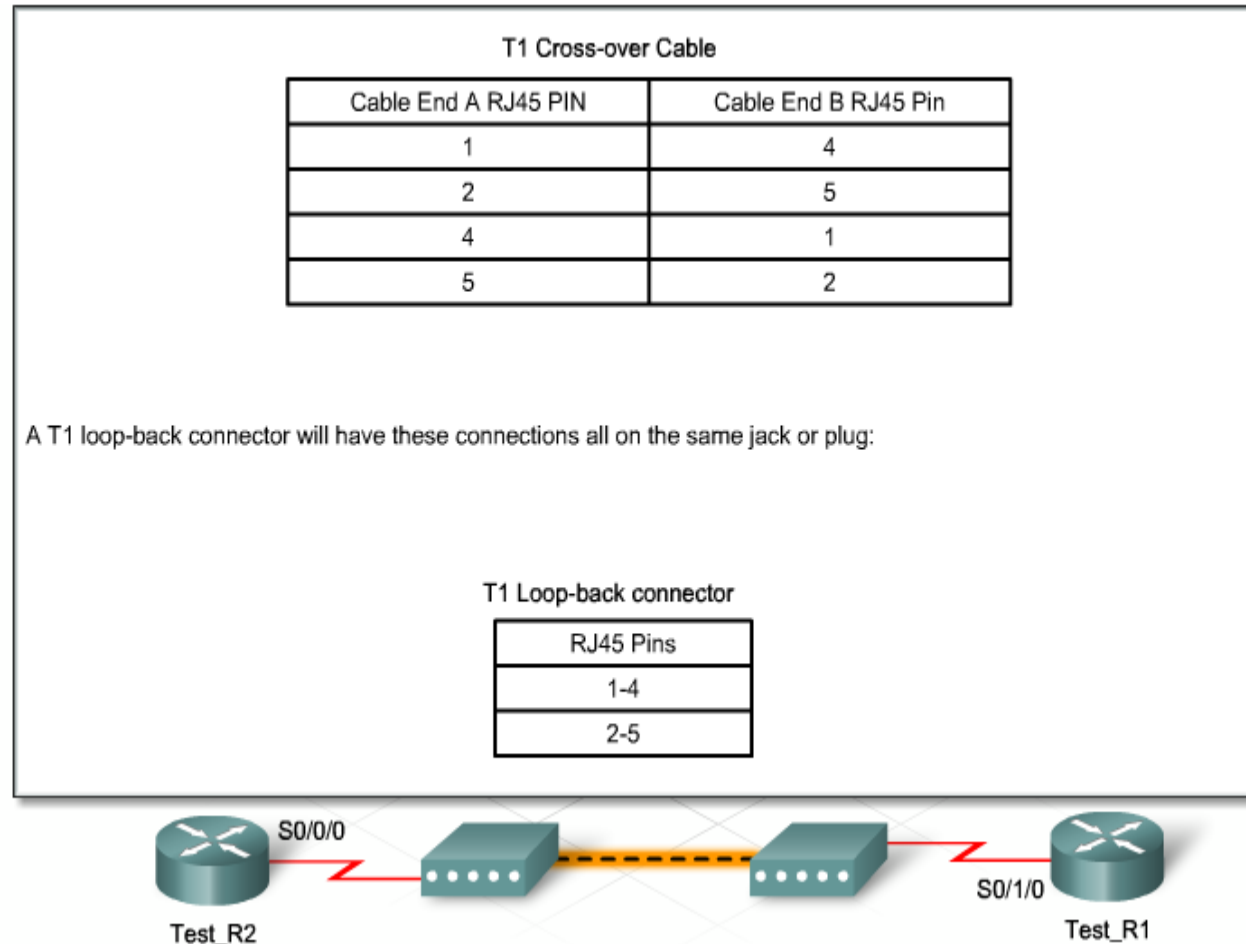 T1 Cross-over Cable
Cable End A RJ45 PIN Cable End B RJ45 Pin
1 4
2 5
4 1
5 2
A T1 loop-back connector will have these connections all on the same jack or plug:
T1 Loop-back connector
RJ45 Pins
1-4
2-5
S0/0/0
S0/1/0
Test_R2
Test_R1